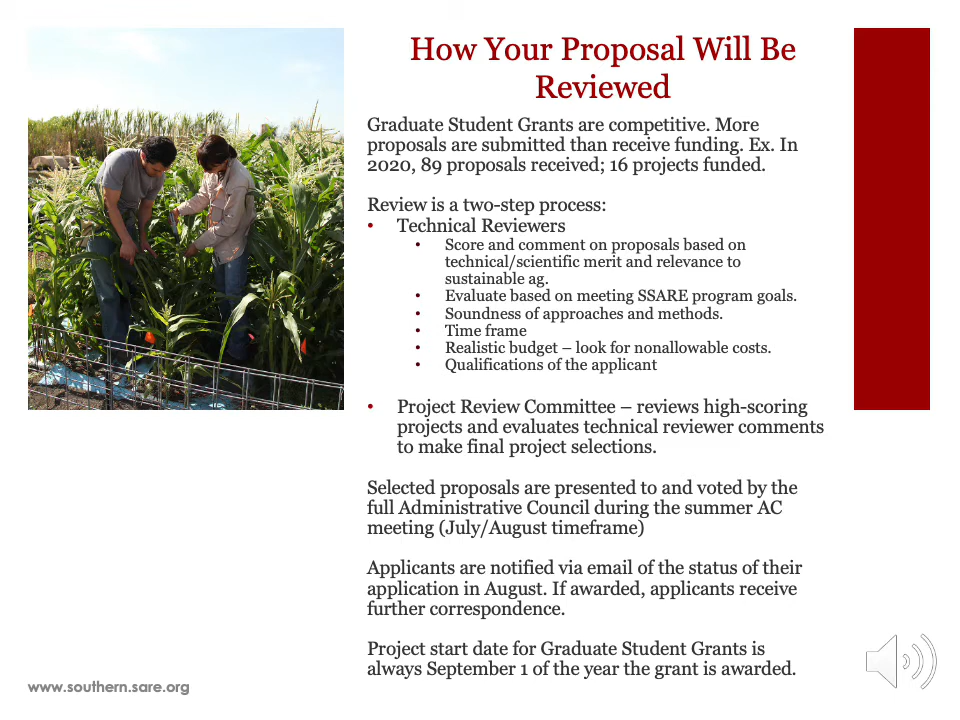 How Your Proposal Will Be
Reviewed
Graduate Student Grants are competitive. More
proposals are submitted than receive funding. Ex. In
2020, 89 proposals received; 16 projects funded.
Review is a two-step process:
• Technical Reviewers
• Score and comment on proposals based on
technical/scientific merit and relevance to
sustainable ag.
• Evaluate based on meeting SSARE program goals.
• Soundness of approaches and methods.
• Time frame
• Realistic budget – look for nonallowable costs.
• Qualifications of the applicant
• Project Review Committee – reviews high-scoring
projects and evaluates technical reviewer comments
to make final project selections.
Selected proposals are presented to and voted by the
full Administrative Council during the summer AC
meeting (July/August timeframe)
Applicants are notified via email of the status of their
application in August. If awarded, applicants receive
further correspondence.
Project start date for Graduate Student Grants is
always September 1 of the year the grant is awarded.
www.southern.sare.org